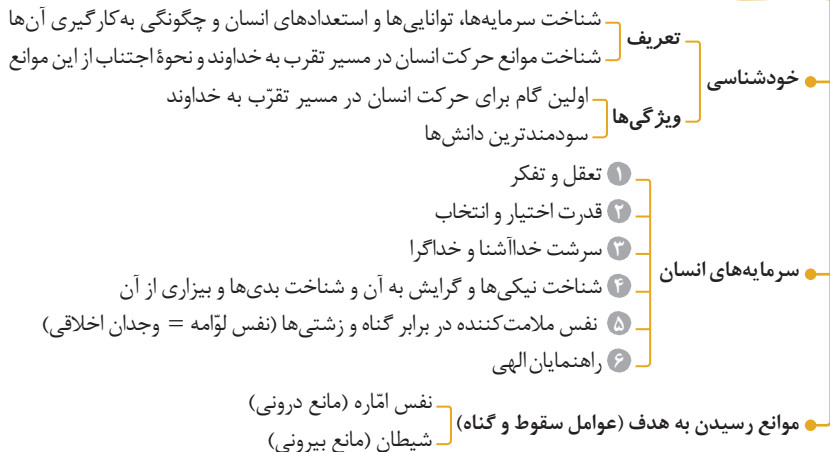 خودشناسی
تعریف
شناخت سرمایه‌ها، توانایی‌ها و استعدادهای انسان و چگونگی به‌کارگیری آن‌ها
شناخت موانع حرکت انسان در مسیر تقرب به خداوند و نحوهٔ اجتناب از این موانع
ویژگی‌ها
اولین گام برای حرکت انسان در مسیر تقرّب به خداوند
سودمندترین دانش‌ها
سرمایه‌های انسان
۱ تعقل و تفکر
۲ قدرت اختیار و انتخاب
۳ سرشت خداآشنا و خداگرا
۴ شناخت نیکی‌ها و گرایش به آن و شناخت بدی‌ها و بیزاری از آن
۵ نفس ملامت‌کننده در برابر گناه و زشتی‌ها (نفس لوّامه = وجدان اخلاقی)
۶ راهنمایان الهی
موانع رسیدن به هدف (عوامل سقوط و گناه)
نفس امّاره (مانع درونی)
شیطان (مانع بیرونی)